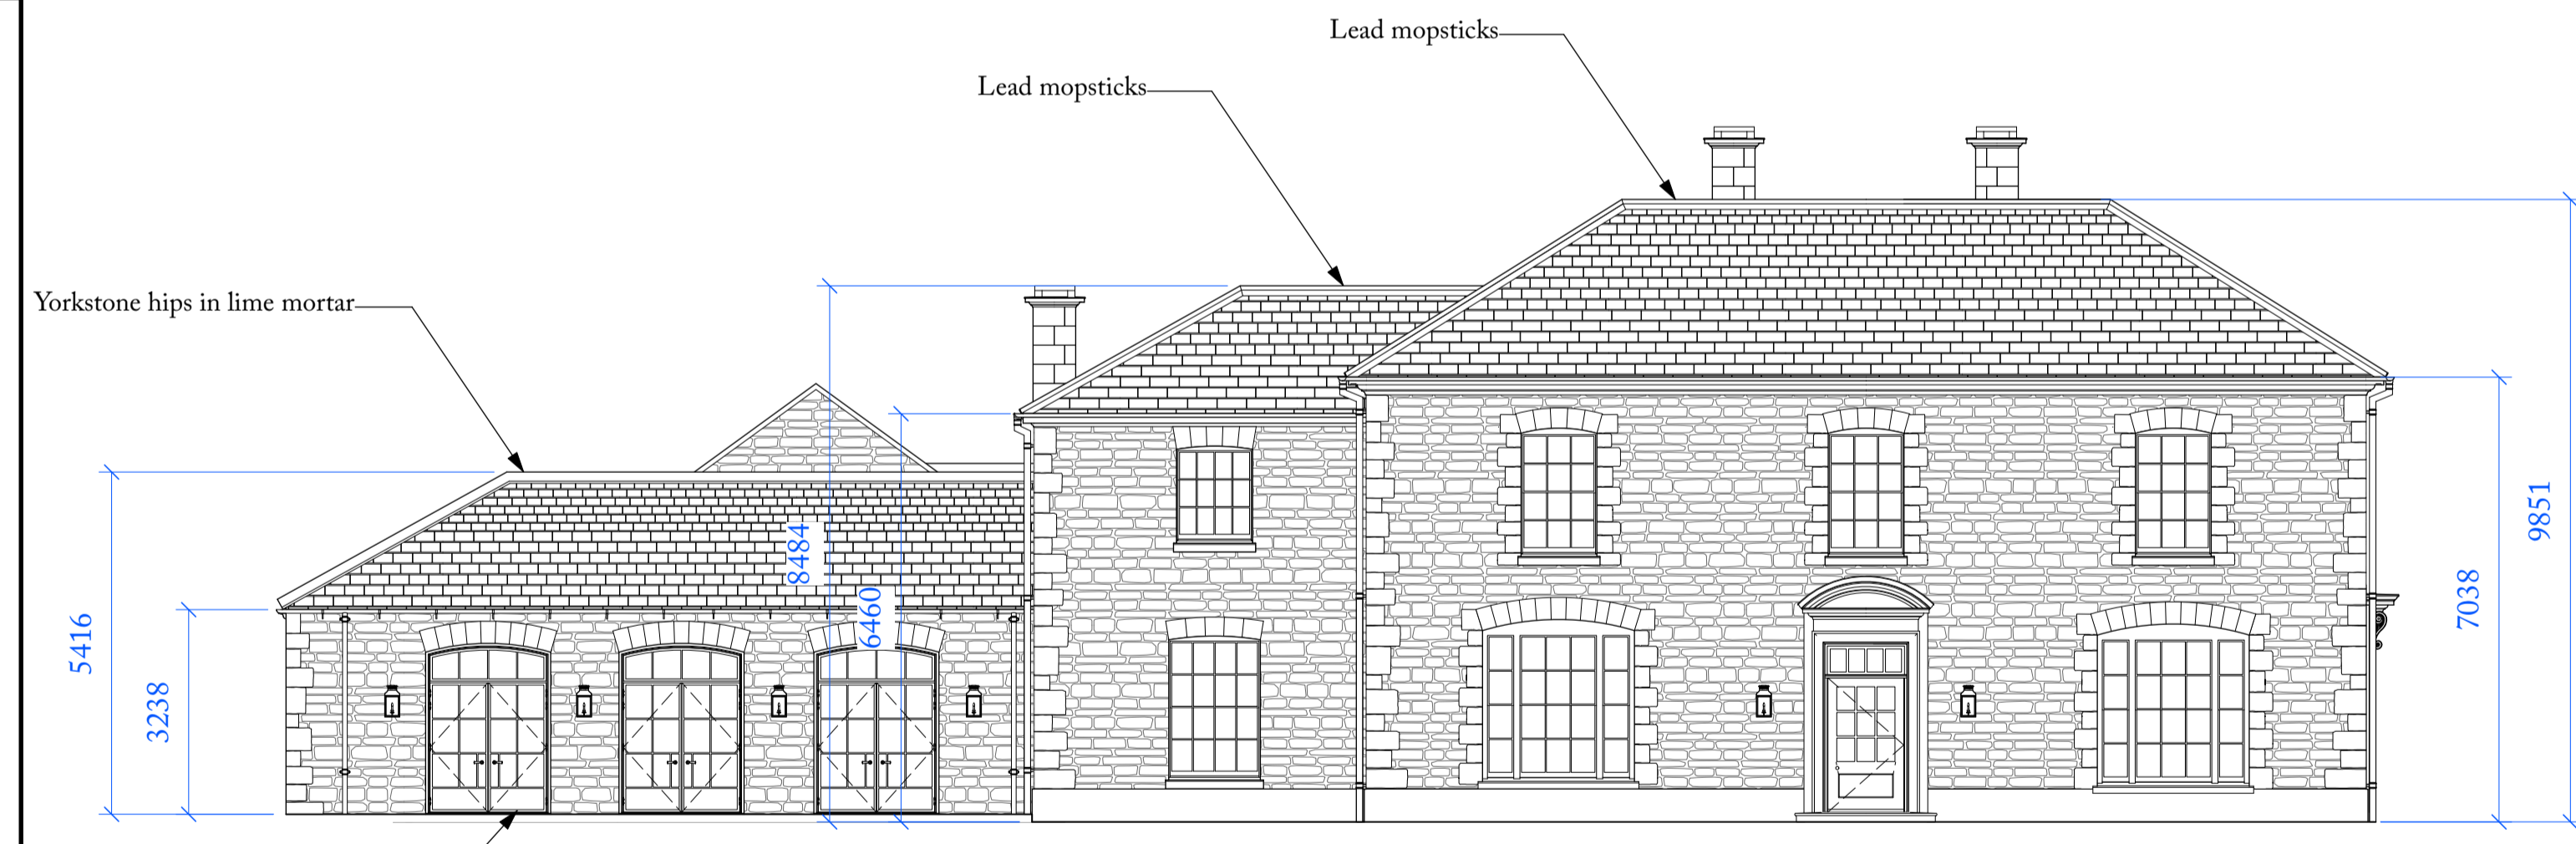 Lead mopsticks
Lead mopsticks
Yorkstone hips in lime mortar
8484
6460
5416
3238
9851
7038